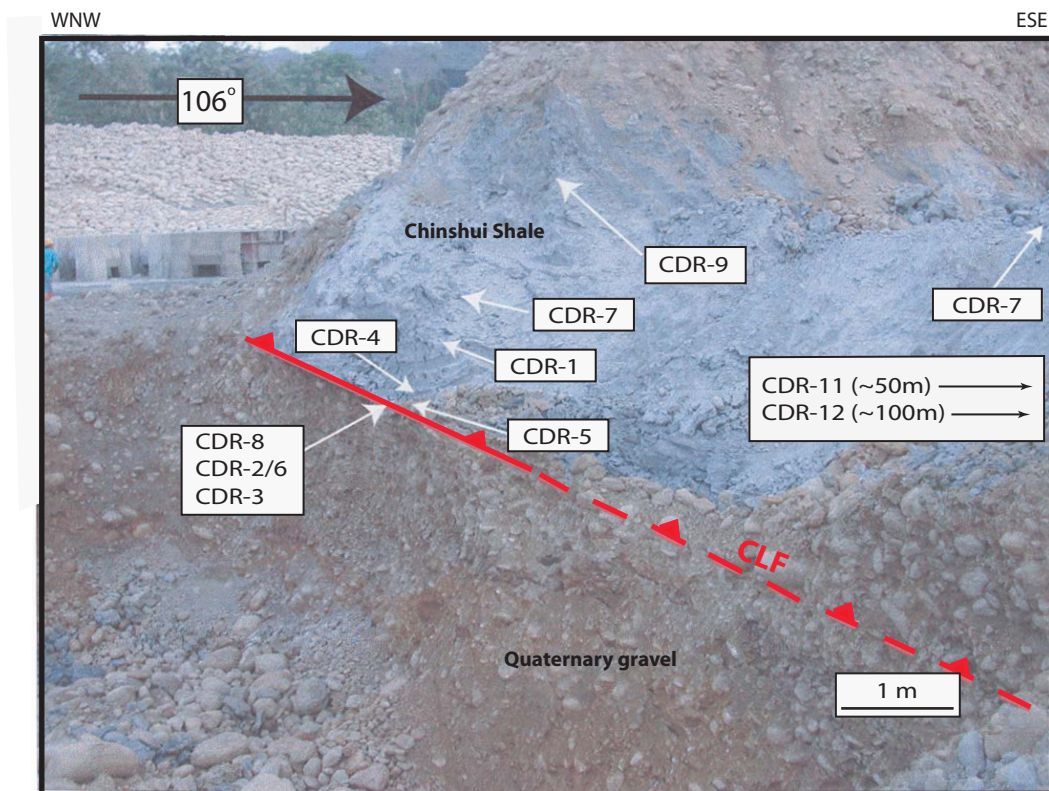 WNW
ESE
106°
Chinshui Shale
CDR-9
CDR-7
CDR-7
CDR-4
CDR-1
CDR-11 (~50m)
CDR-12 (~100m)
CDR-8
CDR-2/6
CDR-3
CDR-5
CLF
Quaternary gravel
1 m